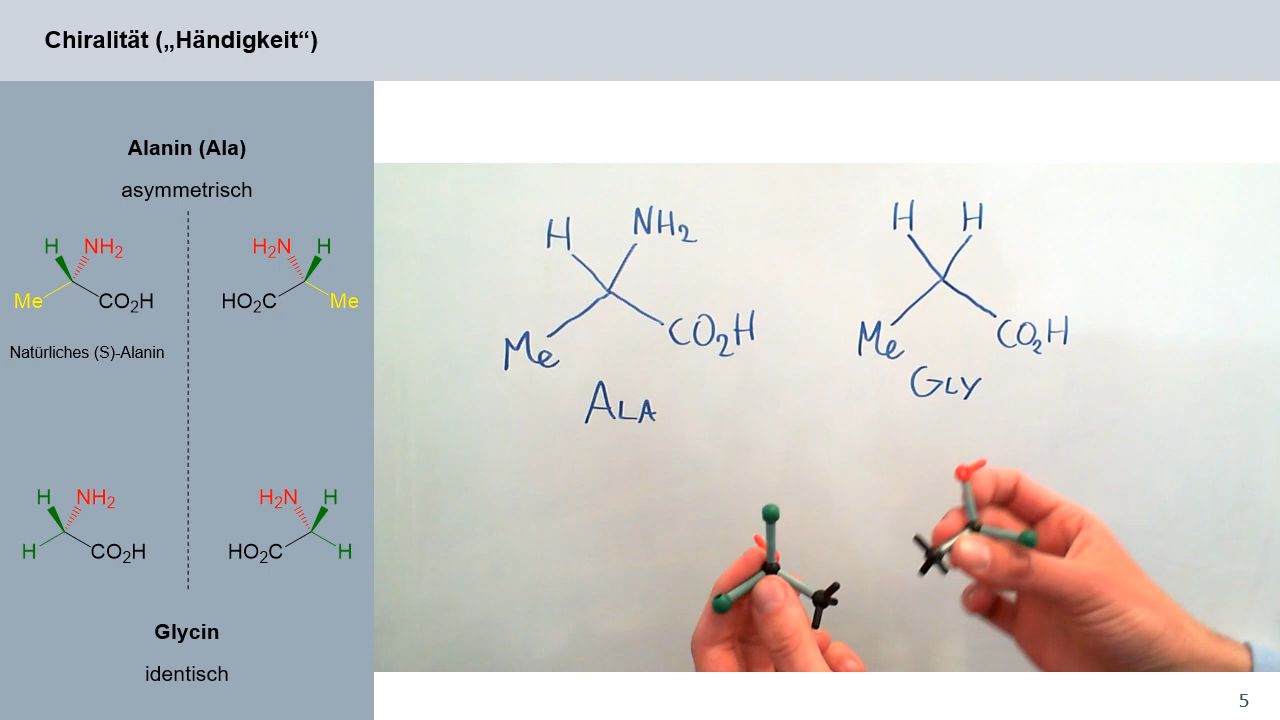 Chiralität („Händigkeit“)
Alanin (Ala)
asymmetrisch
H NH2 H2N H
Me CO2H HO2C Me
Natürliches (S)-Alanin
H NH2 H2N H
H CO2H HO2C H
Glycin
identisch
H NH2
Me CO2H
ALA
H H
Me CO2H
GLY
5